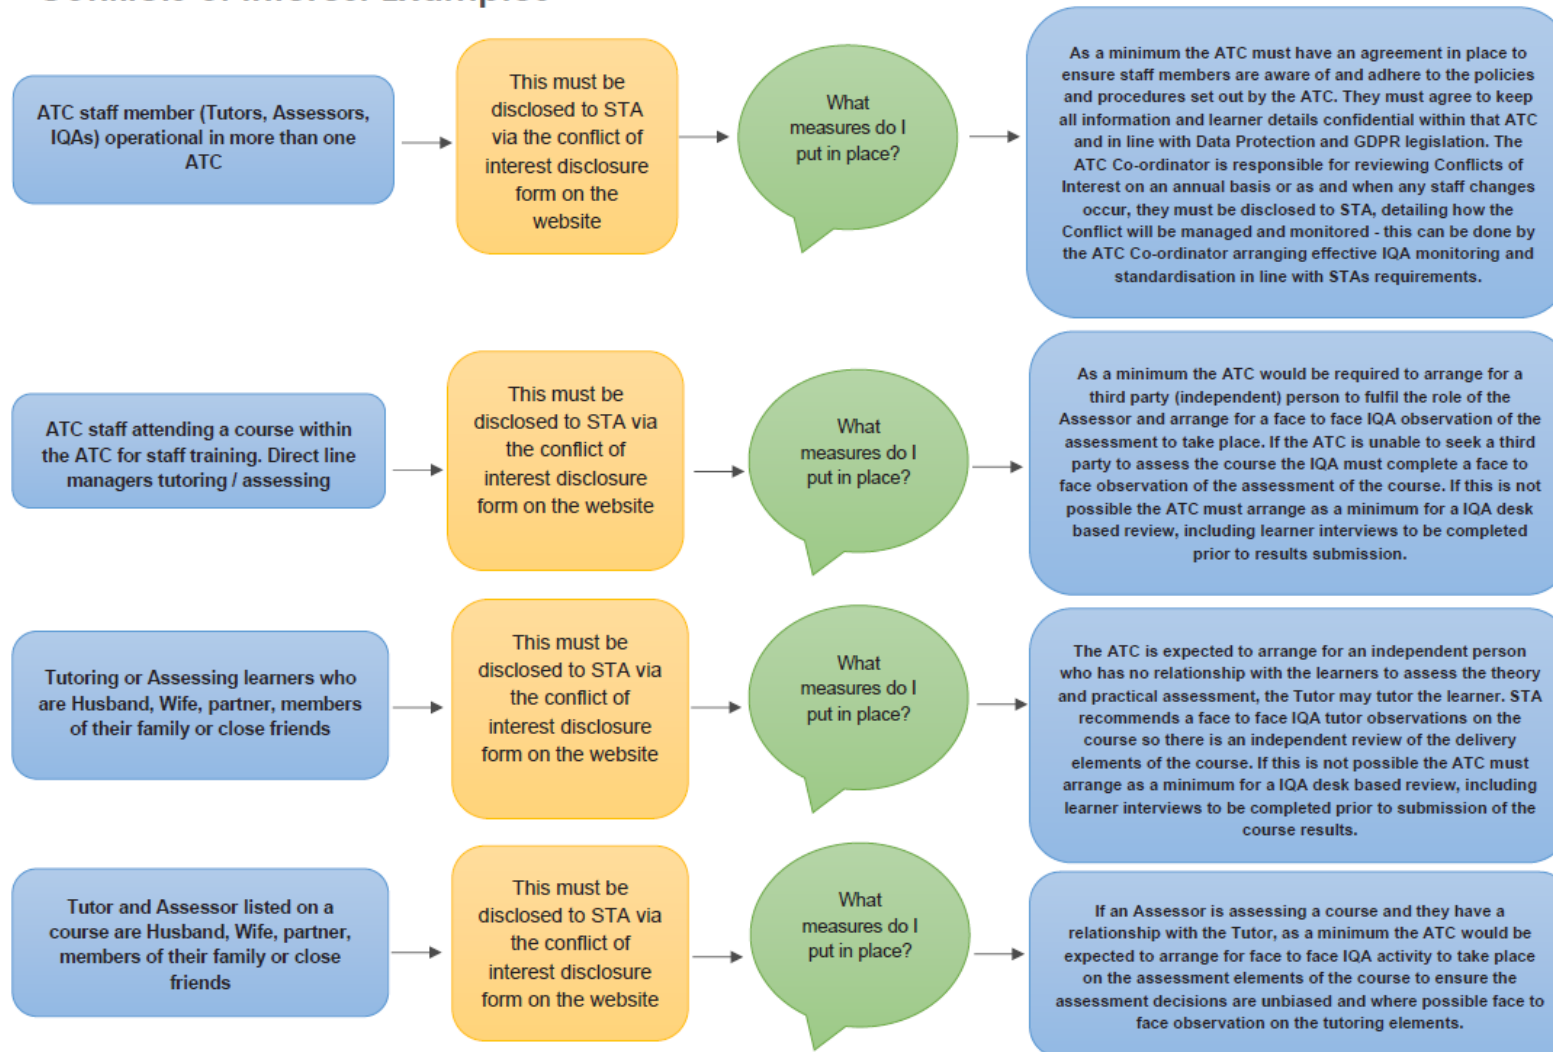 ATC staff member (Tutors, Assessors,
IQAs) operational in more than one
ATC
This must be
disclosed to STA
via the conflict of
interest disclosure
form on the
website
What
measures do I
put in place?
As a minimum the ATC must have an agreement in place to
ensure staff members are aware of and adhere to the policies
and procedures set out by the ATC. They must agree to keep
all information and learner details confidential within that ATC
and in line with Data Protection and GDPR legislation. The
ATC Co-ordinator is responsible for reviewing Conflicts of
Interest on an annual basis or as and when any staff changes
occur, they must be disclosed to STA, detailing how the
Conflict will be managed and monitored - this can be done by
the ATC Co-ordinator arranging effective IQA monitoring and
standardisation in line with STAs requirements.
ATC staff attending a course within
the ATC for staff training. Direct line
managers tutoring / assessing
This must be
disclosed to STA via
the conflict of
interest disclosure
form on the website
What
measures do I
put in place?
As a minimum the ATC would be required to arrange for a
third party (independent) person to fulfil the role of the
Assessor and arrange for a face to face IQA observation of the
assessment to take place. If the ATC is unable to seek a third
party to assess the course the IQA must complete a face to
face observation of the assessment of the course. If this is not
possible the ATC must arrange as a minimum for a IQA desk
based review, including learner interviews to be completed
prior to results submission.
Tutoring or Assessing learners who
are Husband, Wife, partner, members
of their family or close friends
This must be
disclosed to STA via
the conflict of
interest disclosure
form on the website
What
measures do I
put in place?
The ATC is expected to arrange for an independent person
who has no relationship with the learners to assess the theory
and practical assessment, the Tutor may tutor the learner. STA
recommends a face to face IQA tutor observations on the
course so there is an independent review of the delivery
elements of the course. If this is not possible the ATC must
arrange as a minimum for a IQA desk based review, including
learner interviews to be completed prior to submission of the
course results.
Tutor and Assessor listed on a
course are Husband, Wife, partner,
members of their family or close
friends
This must be
disclosed to STA via
the conflict of
interest disclosure
form on the website
What
measures do I
put in place?
If an Assessor is assessing a course and they have a
relationship with the Tutor, as a minimum the ATC would be
expected to arrange for face to face IQA activity to take place
on the assessment elements of the course to ensure the
assessment decisions are unbiased and where possible face to
face observation on the tutoring elements.